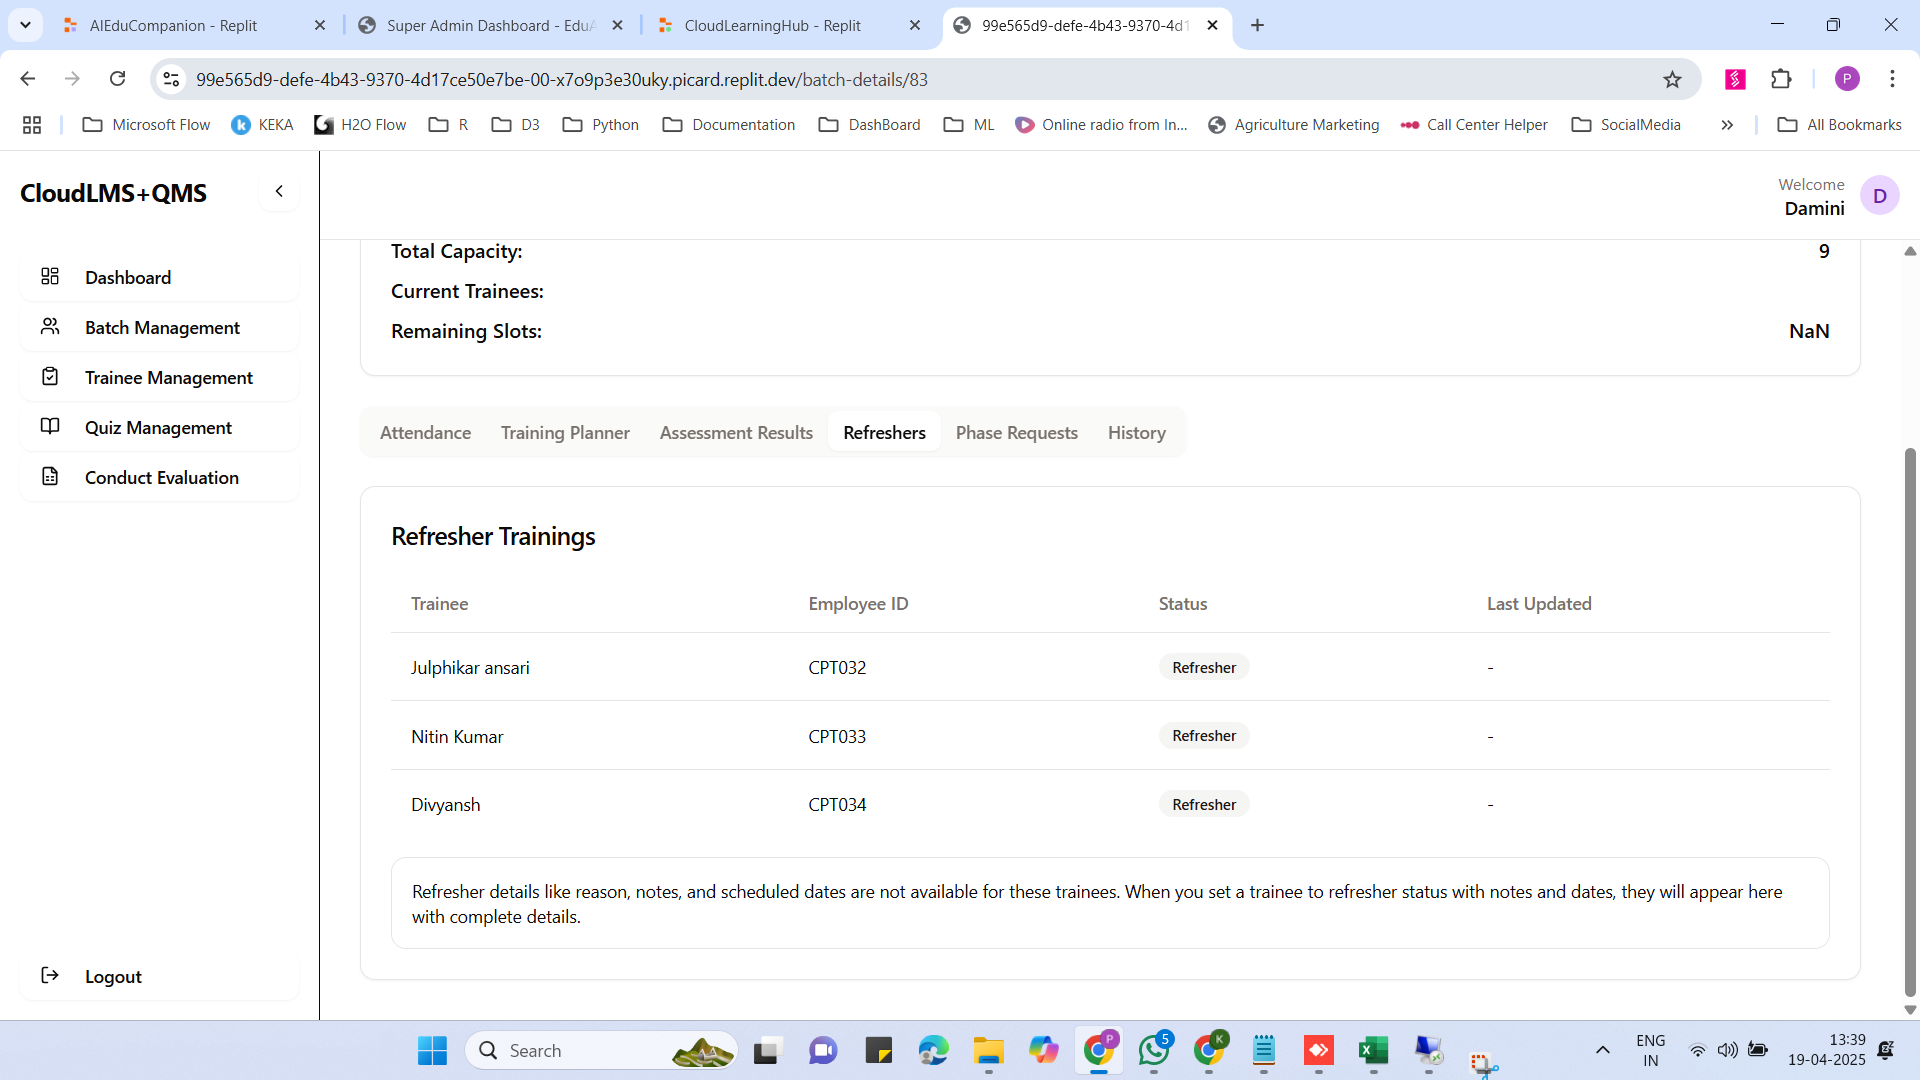 AIEduCompanion - Replit
Super Admin Dashboard - EduA
CloudLearningHub - Replit
99e565d9-defe-4b43-9370-4d1
99e565d9-defe-4b43-9370-4d17ce50e7be-00-x7o9p3e30uky.picard.replit.dev/batch-details/83
P
Microsoft Flow
KEKA
H2O Flow
R
D3
Python
Documentation
DashBoard
ML
Online radio from In...
Agriculture Marketing
Call Center Helper
SocialMedia
All Bookmarks
CloudLMS+QMS
Welcome
Damini
D
Dashboard
Batch Management
Trainee Management
Quiz Management
Conduct Evaluation
Logout
Total Capacity: 9
Current Trainees:
Remaining Slots: NaN
Attendance Training Planner Assessment Results Refreshers Phase Requests History
Refresher Trainings
Trainee Employee ID Status Last Updated
Julphikar ansari CPT032 Refresher -
Nitin Kumar CPT033 Refresher -
Divyansh CPT034 Refresher -
Refresher details like reason, notes, and scheduled dates are not available for these trainees. When you set a trainee to refresher status with notes and dates, they will appear here
with complete details.
Search
P
5
K
ENG
IN
13:39
19-04-2025